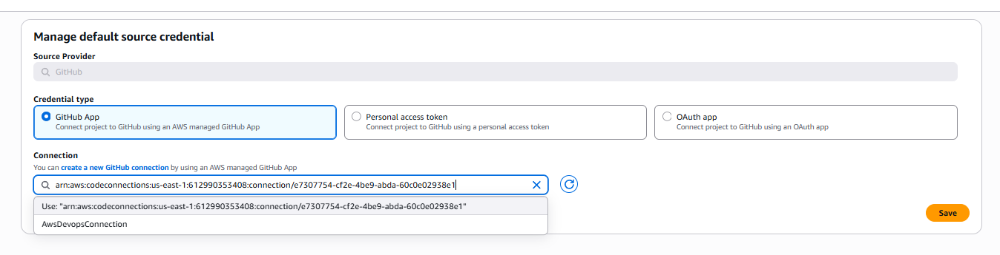 Manage default source credential
Source Provider
GitHub
Credential type
GitHub App
Connect project to GitHub using an AWS managed GitHub App
Personal access token
Connect project to GitHub using a personal access token
OAuth app
Connect project to GitHub using an OAuth app
Connection
You can create a new GitHub connection by using an AWS managed GitHub App
arn:aws:codeconnections:us-east-1:612990353408:connection/e7307754-cf2e-4be9-abda-60c0e02938e1
Use: "arn:aws:codeconnections:us-east-1:612990353408:connection/e7307754-cf2e-4be9-abda-60c0e02938e1"
AwsDevopsConnection
Save